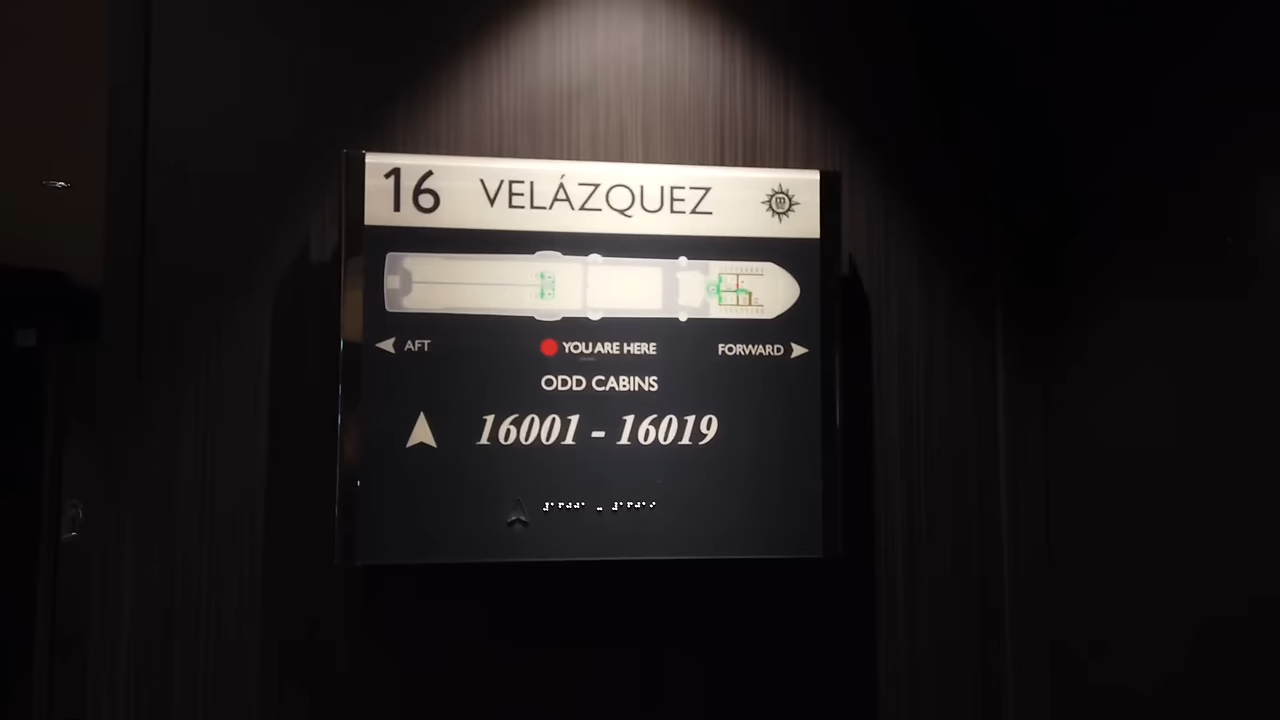 16 VELÁZQUEZ
AFT
YOU ARE HERE
FORWARD
ODD CABINS
16001 - 16019
⠼⠁⠋⠚⠚⠁ ⠤ ⠼⠁⠋⠚⠁⠊